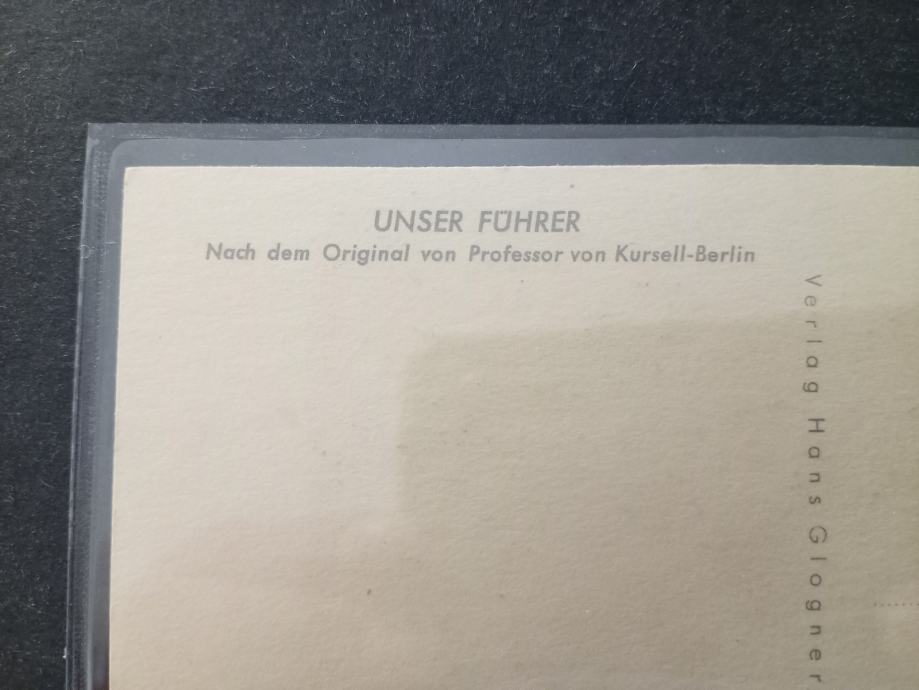 UNSER FÜHRER
Nach dem Original von Professor von Kursell-Berlin
Verlag Hans Glogner